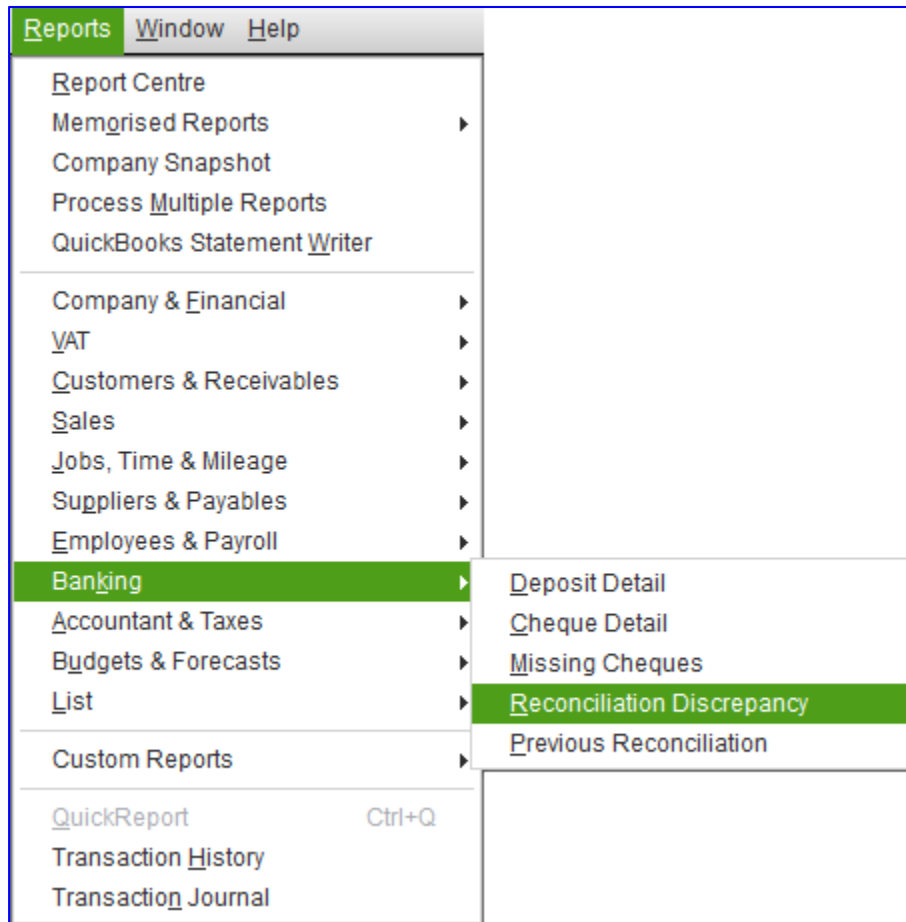 Reports Window Help
Report Centre
Memorised Reports
Company Snapshot
Process Multiple Reports
QuickBooks Statement Writer
Company & Financial
VAT
Customers & Receivables
Sales
Jobs, Time & Mileage
Suppliers & Payables
Employees & Payroll
Banking
Accountant & Taxes
Budgets & Forecasts
List
Custom Reports
QuickReport Ctrl+Q
Transaction History
Transaction Journal
Deposit Detail
Cheque Detail
Missing Cheques
Reconciliation Discrepancy
Previous Reconciliation